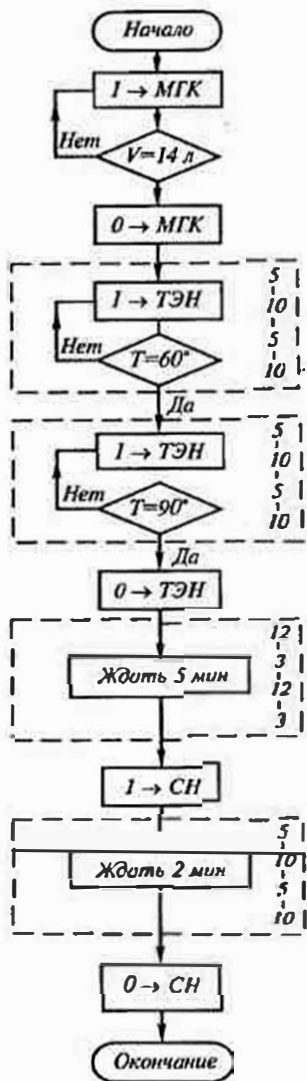 Начало
1 → МГК
Нет
V=14 л
0 → МГК
5
10
5
10
1 → ТЭН
Нет
T=60°
Да
5
10
5
10
1 → ТЭН
Нет
T=90°
Да
0 → ТЭН
12
3
12
3
Ждать 5 мин
1 → СН
5
10
5
10
Ждать 2 мин
0 → СН
Окончание